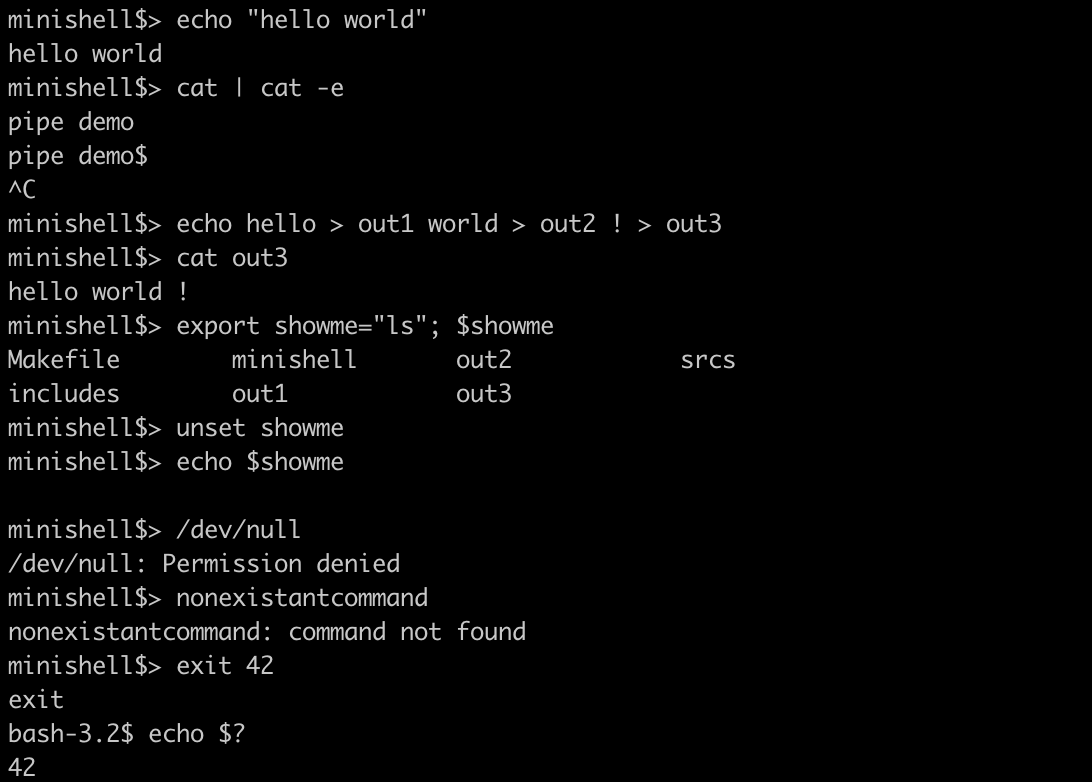 minishell$> echo "hello world"
hello world
minishell$> cat | cat -e
pipe demo
pipe demo$
^C
minishell$> echo hello > out1 world > out2 ! > out3
minishell$> cat out3
hello world !
minishell$> export showme="ls"; $showme
Makefile        minishell       out2            srcs
includes        out1            out3
minishell$> unset showme
minishell$> echo $showme

minishell$> /dev/null
/dev/null: Permission denied
minishell$> nonexistantcommand
nonexistantcommand: command not found
minishell$> exit 42
exit
bash-3.2$ echo $?
42